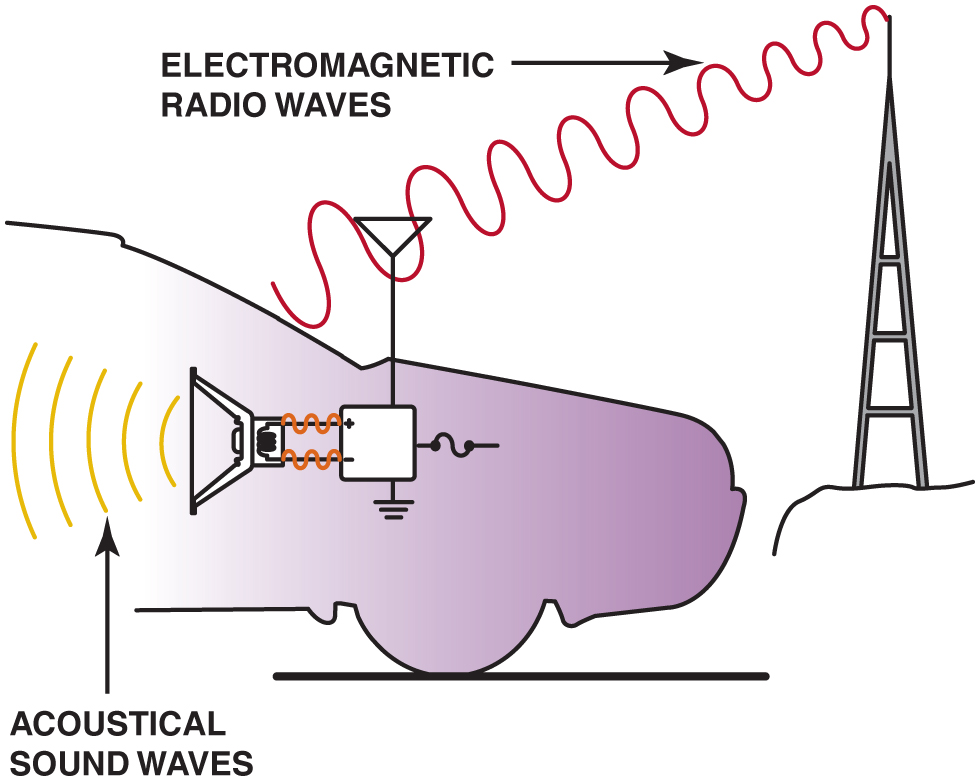 ELECTROMAGNETIC
RADIO WAVES
+
−
ACOUSTICAL
SOUND WAVES